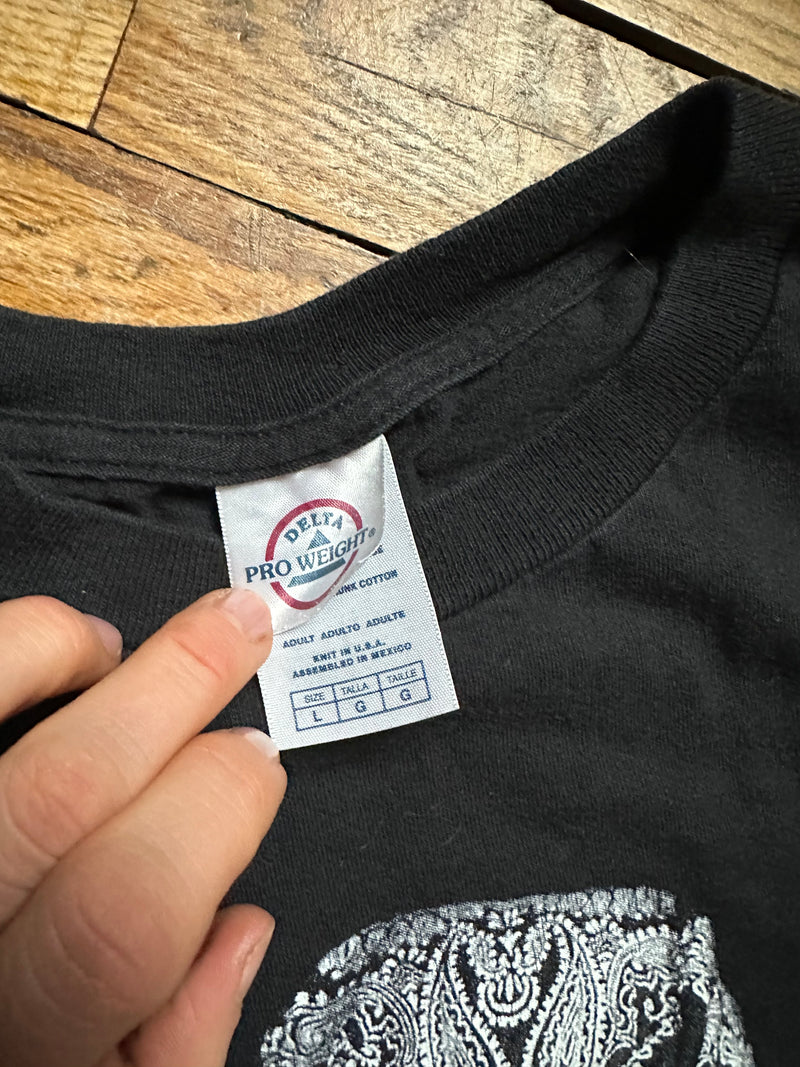 DELTA
PRO WEIGHT®
COTTON
ADULT ADULTO ADULTE
KNIT IN U.S.A.
ASSEMBLED IN MEXICO
SIZE TALLA TAILLE
L G G